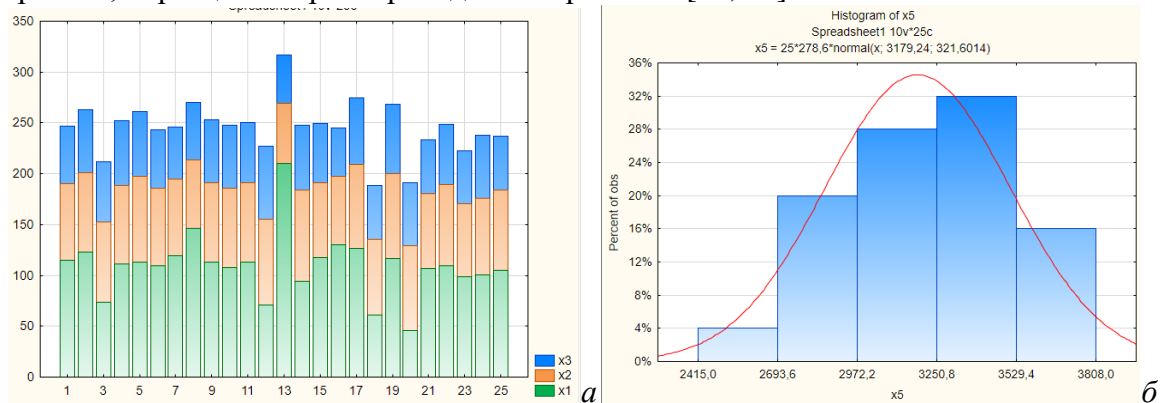 Histogram of x5
Spreadsheet1 10v*25c
x5 = 25*278,6*normal(x; 3179,24; 321,6014)
350
300
250
200
150
100
50
0
1 3 5 7 9 11 13 15 17 19 21 23 25
x3
x2
x1
а
36%
32%
28%
24%
20%
16%
12%
8%
4%
0%
Percent of obs
2415,0 2693,6 2972,2 3250,8 3529,4 3808,0
x5
б